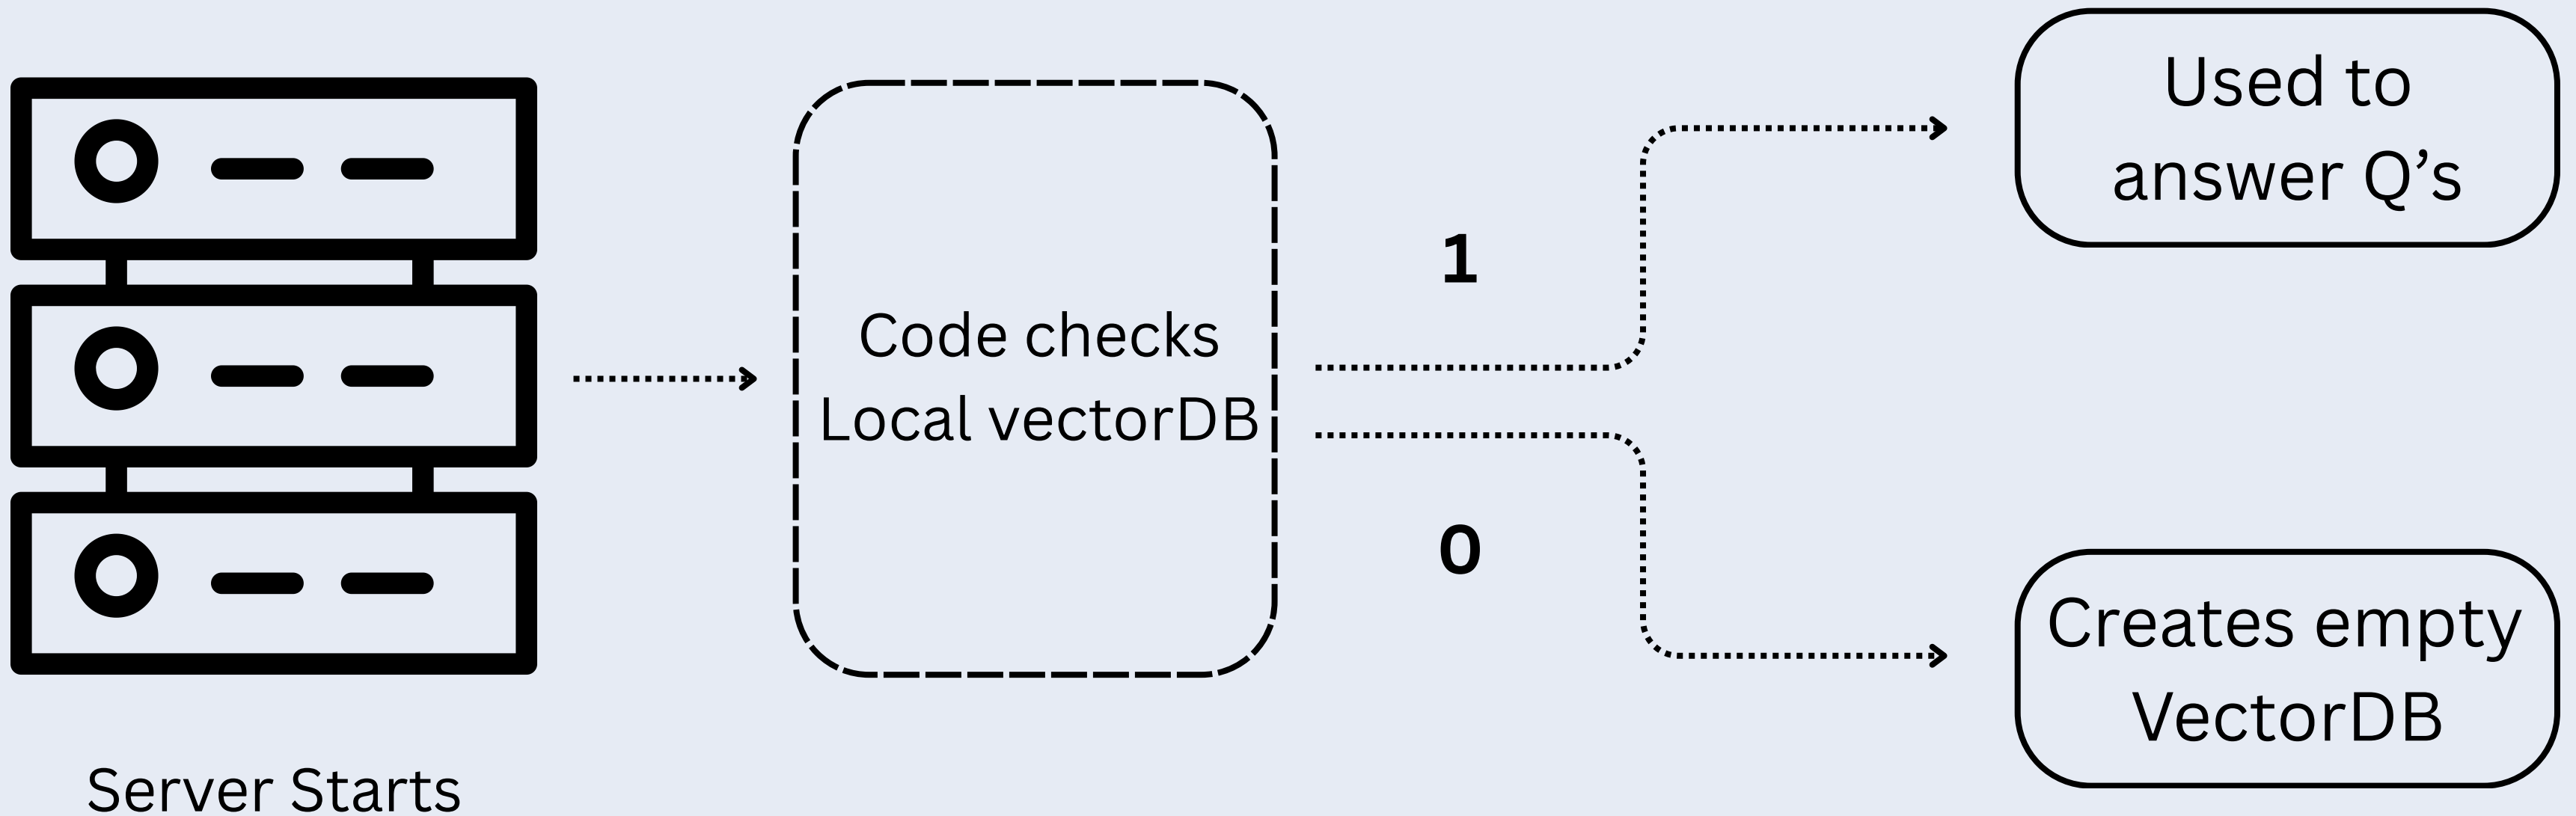 Server Starts
Code checks
Local vectorDB
1
0
Used to
answer Q’s
Creates empty
VectorDB